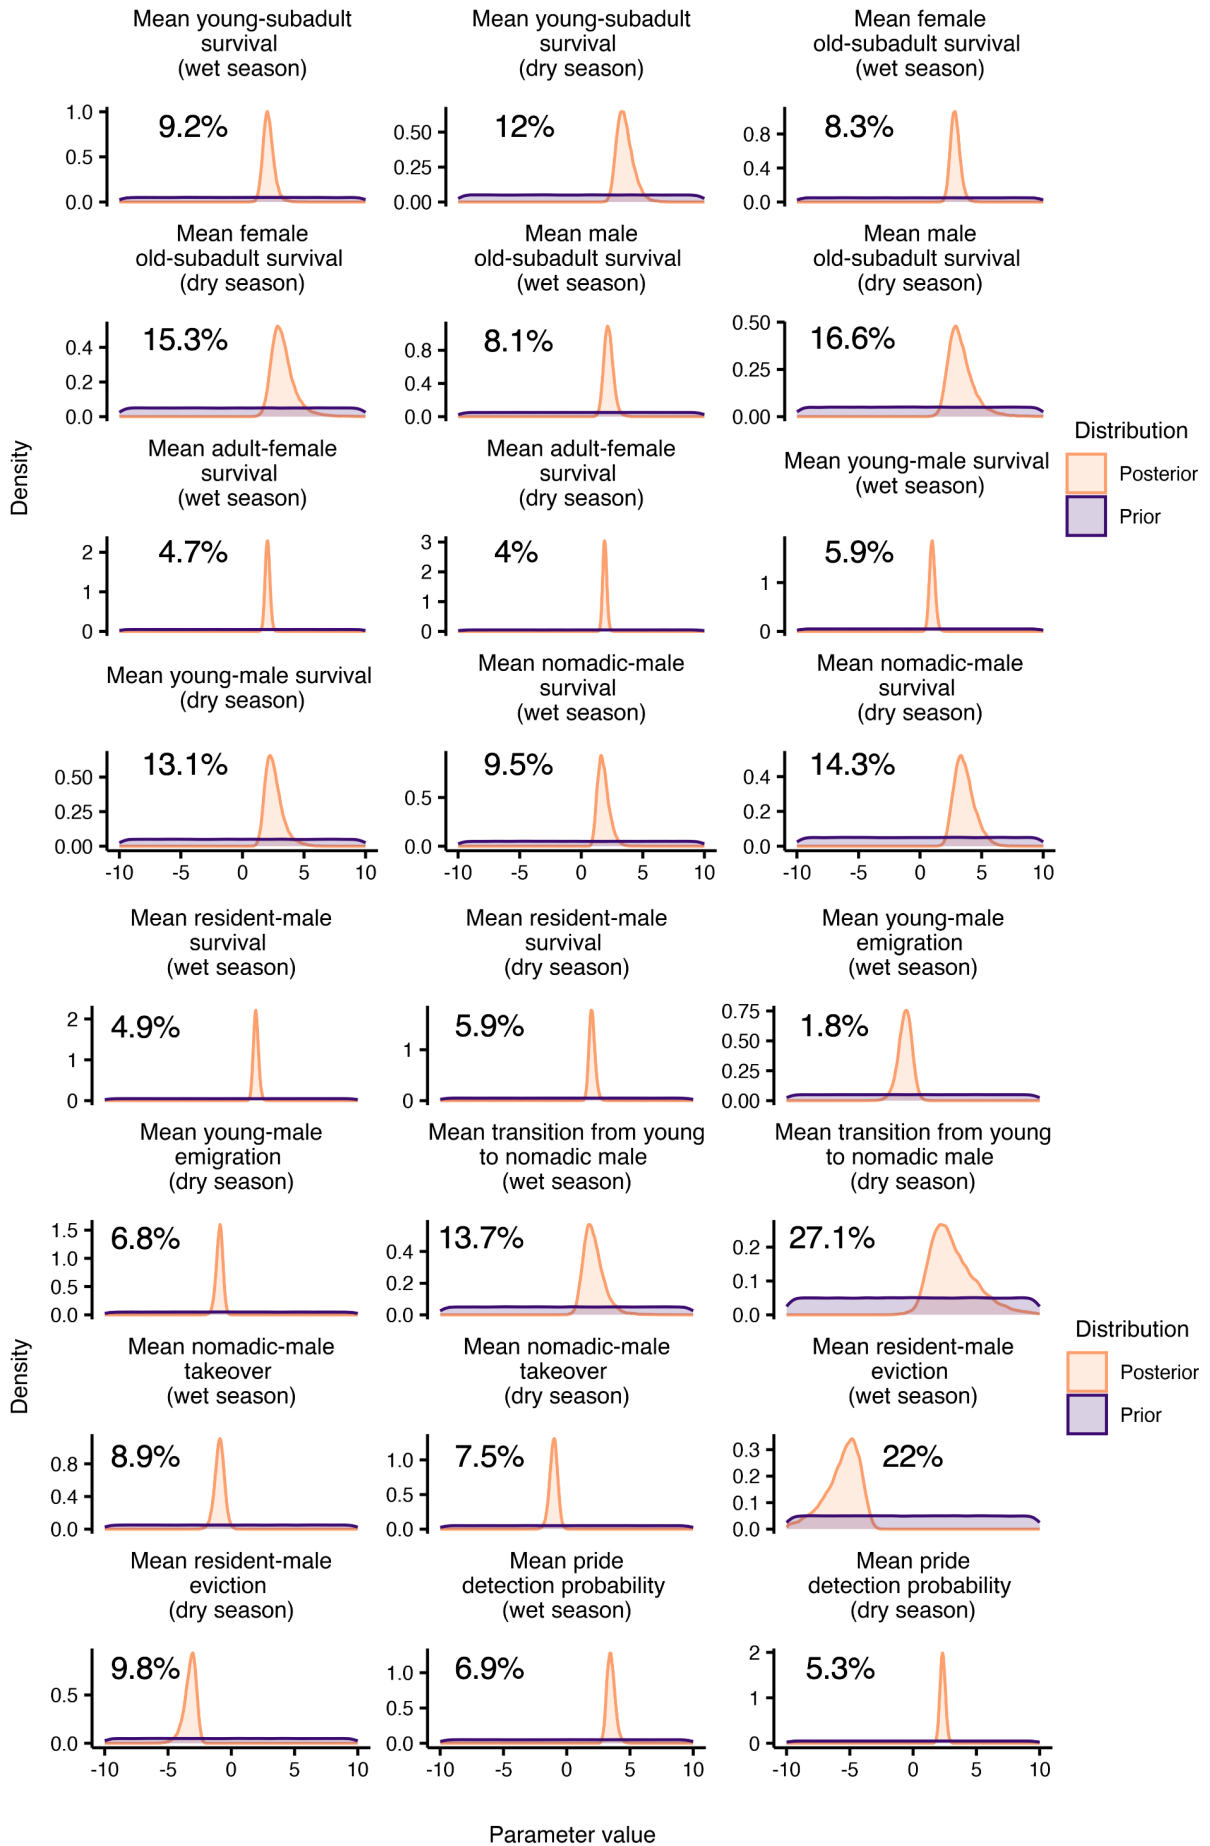 Mean young-subadult
survival
(wet season)
Mean young-subadult
survival
(dry season)
Mean female
old-subadult survival
(wet season)
1.0
0.5
0.0
9.2%
0.50
0.25
0.00
12%
0.8
0.4
0.0
8.3%
Mean female
old-subadult survival
(dry season)
Mean male
old-subadult survival
(wet season)
Mean male
old-subadult survival
(dry season)
0.4
0.2
0.0
15.3%
0.8
0.4
0.0
8.1%
0.50
0.25
0.00
16.6%
Mean adult-female
survival
(wet season)
Mean adult-female
survival
(dry season)
Mean young-male survival
(wet season)
2
1
0
4.7%
3
2
1
0
4%
1
0
5.9%
Mean young-male survival
(dry season)
Mean nomadic-male
survival
(wet season)
Mean nomadic-male
survival
(dry season)
0.50
0.25
0.00
13.1%
0.5
0.0
9.5%
0.4
0.2
0.0
14.3%
-10 -5 0 5 10
-10 -5 0 5 10
-10 -5 0 5 10
Density
Distribution
Posterior
Prior
Mean resident-male
survival
(wet season)
Mean resident-male
survival
(dry season)
Mean young-male
emigration
(wet season)
2
1
0
4.9%
1
0
5.9%
0.75
0.50
0.25
0.00
1.8%
Mean young-male
emigration
(dry season)
Mean transition from young
to nomadic male
(wet season)
Mean transition from young
to nomadic male
(dry season)
1.5
1.0
0.5
0.0
6.8%
0.4
0.2
0.0
13.7%
0.2
0.1
0.0
27.1%
Mean nomadic-male
takeover
(wet season)
Mean nomadic-male
takeover
(dry season)
Mean resident-male
eviction
(wet season)
0.8
0.4
0.0
8.9%
1.0
0.5
0.0
7.5%
0.3
0.2
0.1
0.0
22%
Mean resident-male
eviction
(dry season)
Mean pride
detection probability
(wet season)
Mean pride
detection probability
(dry season)
0.5
0.0
9.8%
1.0
0.5
0.0
6.9%
2
1
0
5.3%
-10 -5 0 5 10
-10 -5 0 5 10
-10 -5 0 5 10
Density
Distribution
Posterior
Prior
Parameter value